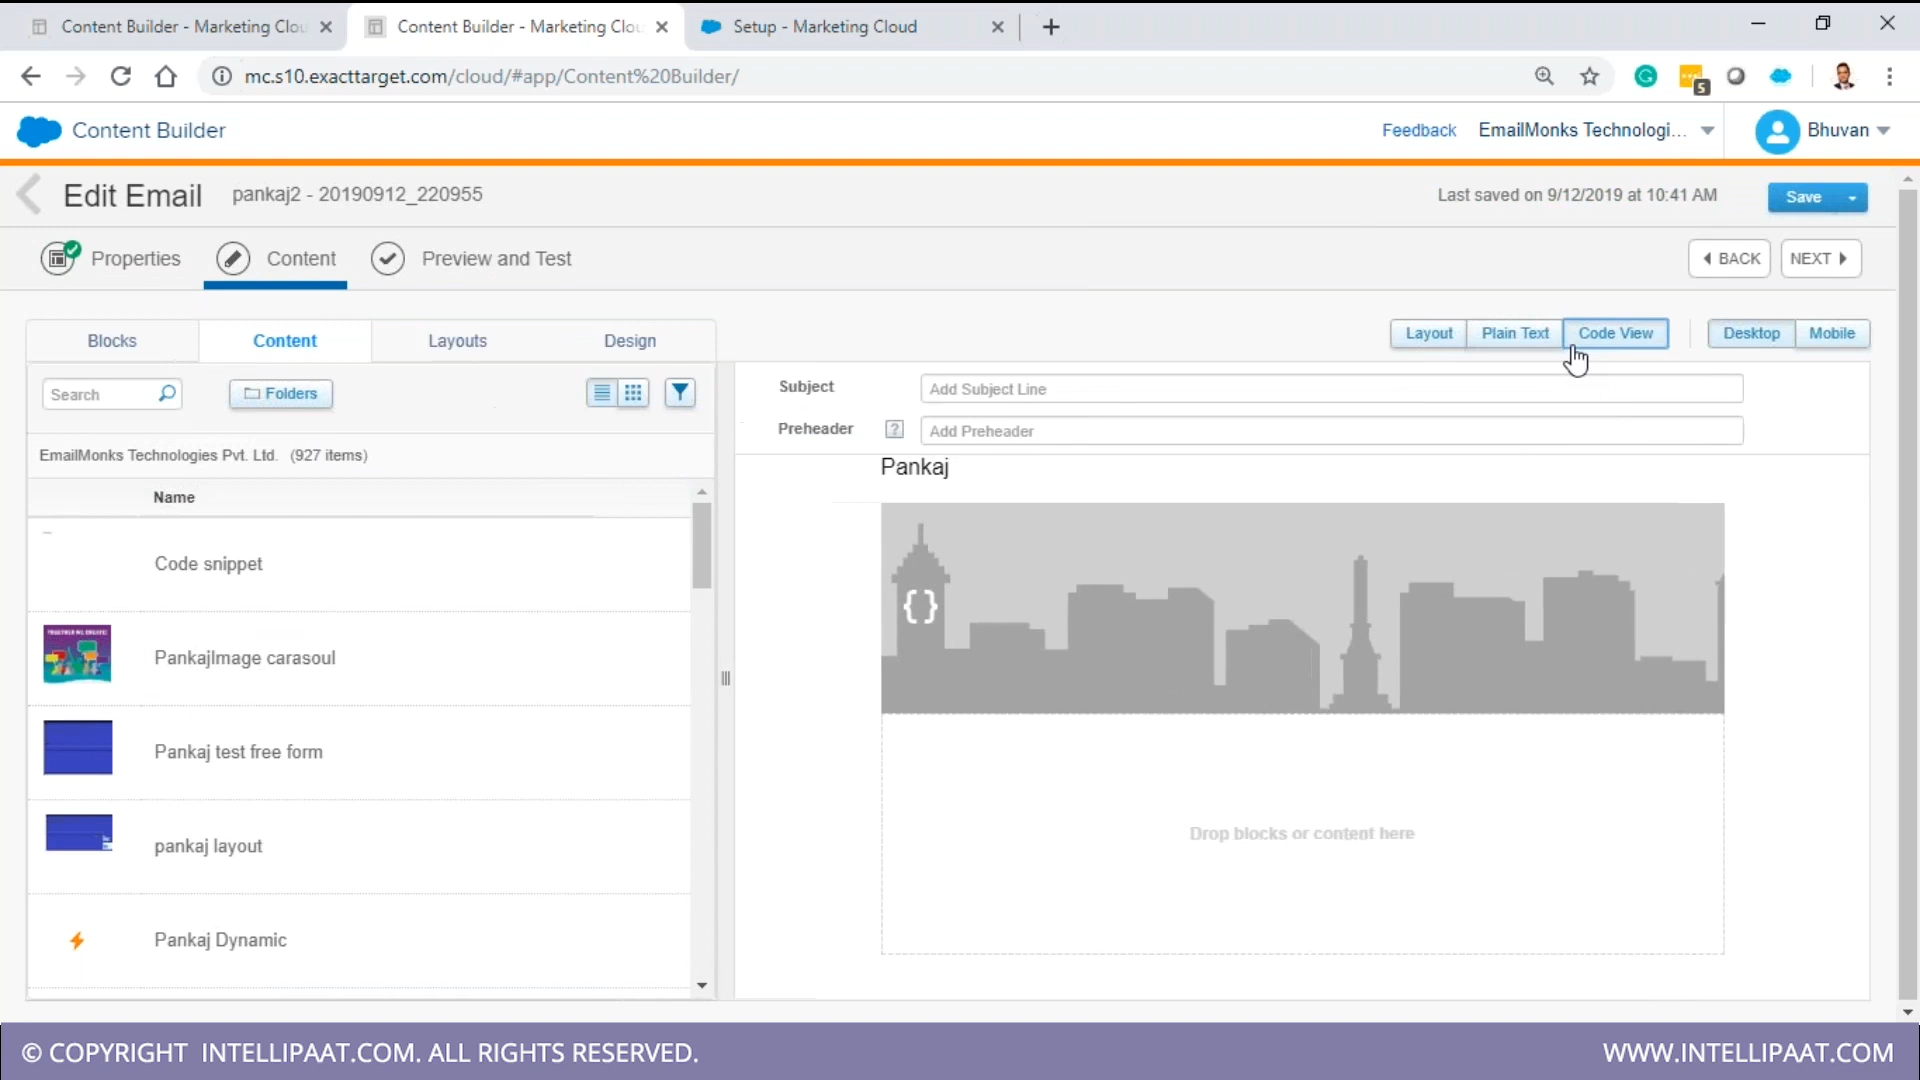 Content Builder - Marketing Clou
Content Builder - Marketing Clou
Setup - Marketing Cloud
mc.s10.exacttarget.com/cloud/#app/Content%20Builder/
5
Content Builder
Feedback
EmailMonks Technologi...
Bhuvan
Edit Email
pankaj2 - 20190912_220955
Last saved on 9/12/2019 at 10:41 AM
Save
Properties
Content
Preview and Test
BACK
NEXT
Blocks
Content
Layouts
Design
Layout
Plain Text
Code View
Desktop
Mobile
Search
Folders
Subject
Add Subject Line
Preheader
?
Add Preheader
EmailMonks Technologies Pvt. Ltd. (927 items)
Pankaj
Name
Code snippet
{}
TOGETHER WE CREATE!
PankajImage carasoul
Pankaj test free form
pankaj layout
Drop blocks or content here
Pankaj Dynamic
© COPYRIGHT INTELLIPAAT.COM. ALL RIGHTS RESERVED.
WWW.INTELLIPAAT.COM